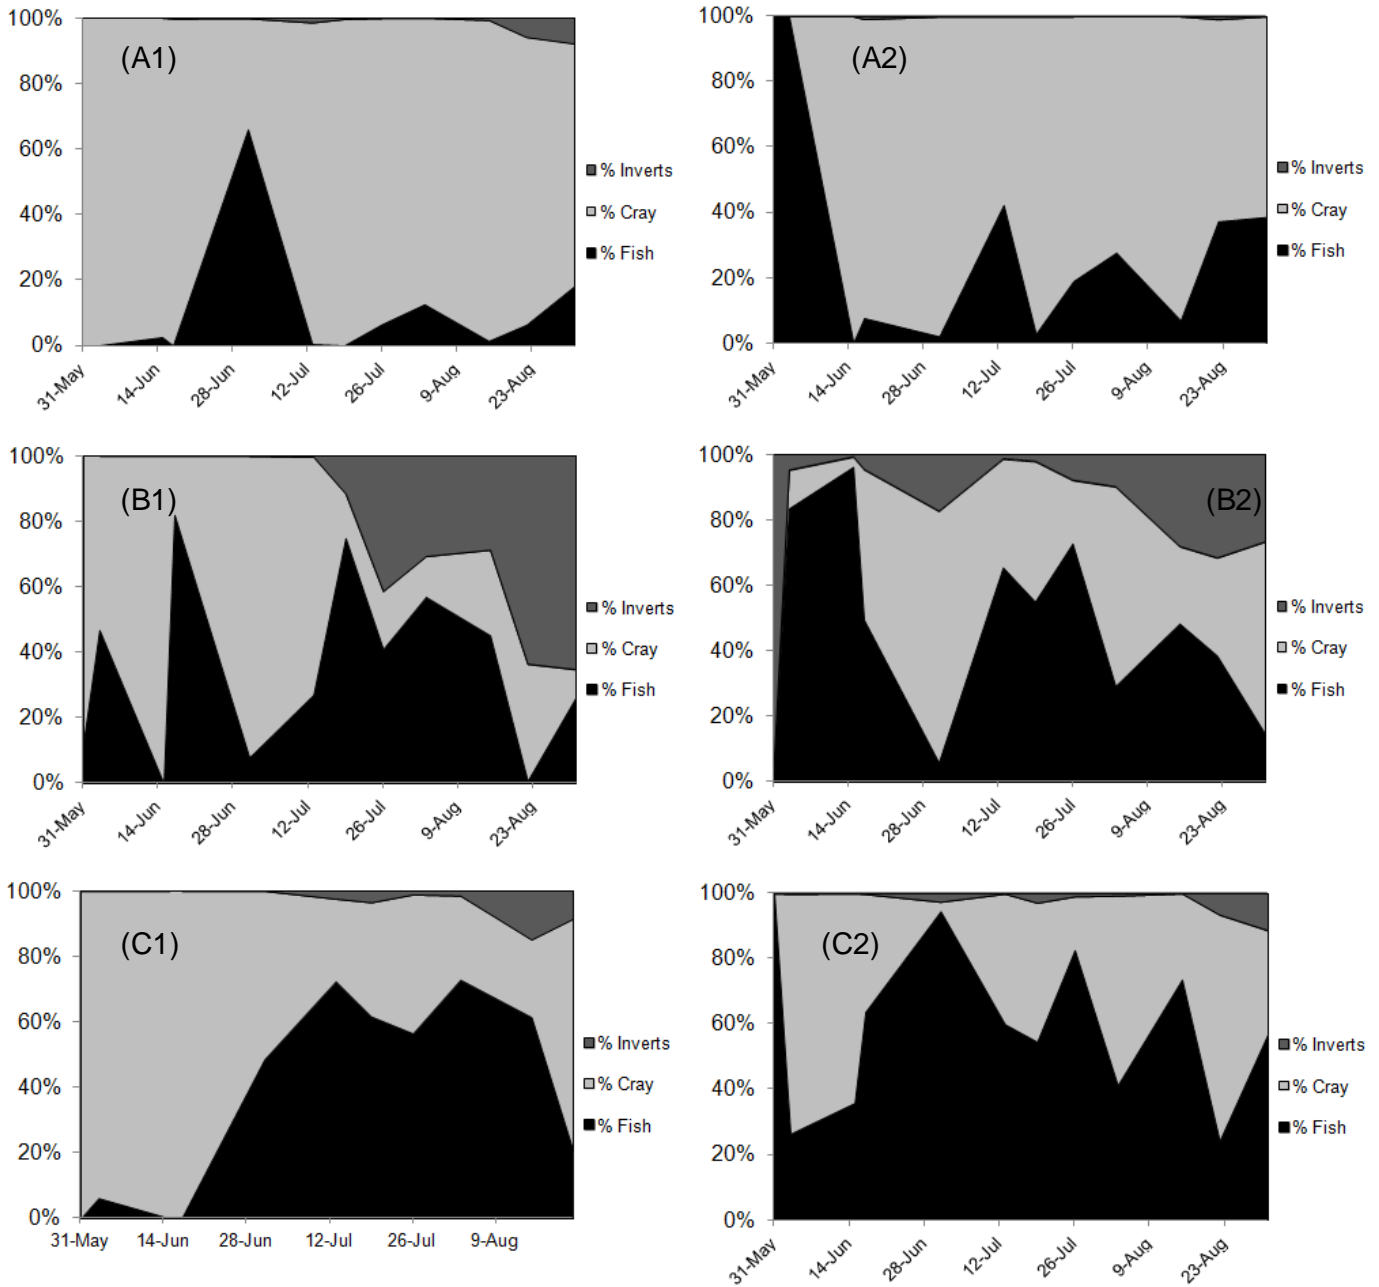 100%
(A1)
80%
60%
% Inverts
% Cray
40%
% Fish
20%
0%
31-May 14-Jun 28-Jun 12-Jul 26-Jul 9-Aug 23-Aug
100%
(A2)
80%
60%
% Inverts
% Cray
40%
% Fish
20%
0%
31-May 14-Jun 28-Jun 12-Jul 26-Jul 9-Aug 23-Aug
100%
(B1)
80%
60%
% Inverts
% Cray
40%
% Fish
20%
0%
31-May 14-Jun 28-Jun 12-Jul 26-Jul 9-Aug 23-Aug
100%
(B2)
80%
60%
% Inverts
% Cray
40%
% Fish
20%
0%
31-May 14-Jun 28-Jun 12-Jul 26-Jul 9-Aug 23-Aug
100%
(C1)
80%
60%
% Inverts
% Cray
40%
% Fish
20%
0%
31-May 14-Jun 28-Jun 12-Jul 26-Jul 9-Aug
100%
(C2)
80%
60%
% Inverts
% Cray
40%
% Fish
20%
0%
31-May 14-Jun 28-Jun 12-Jul 26-Jul 9-Aug 23-Aug